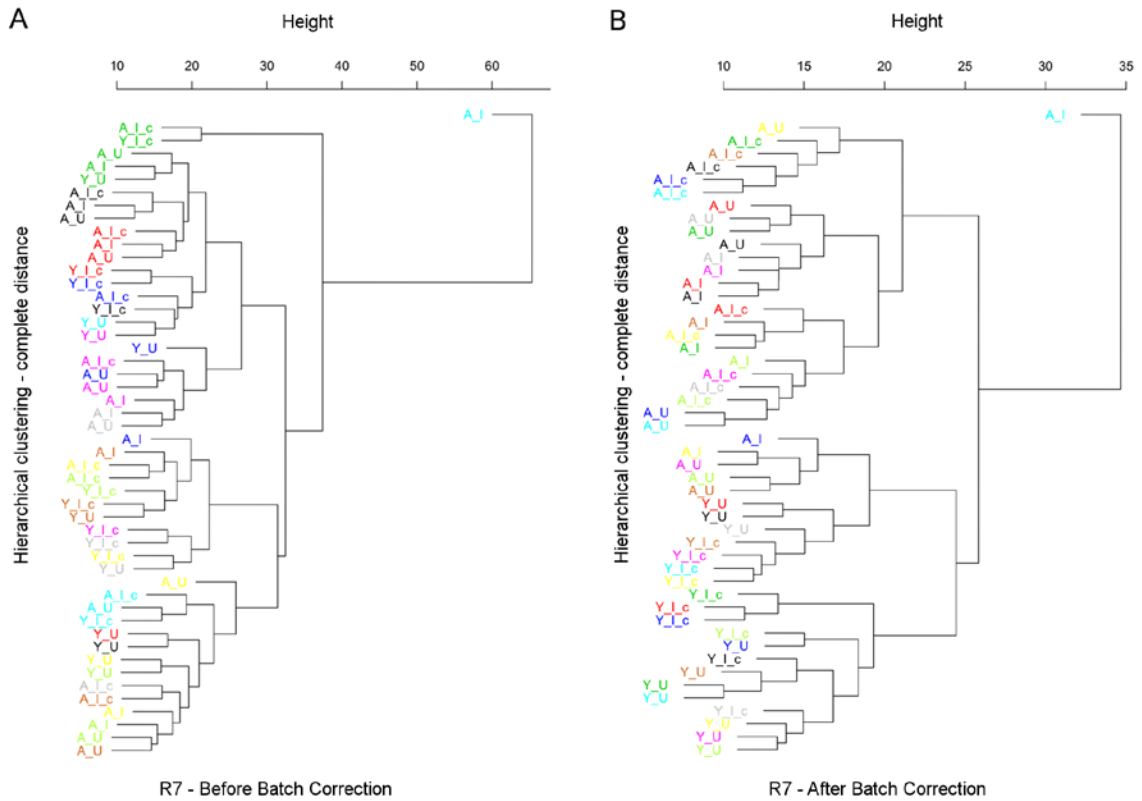 A
Height
10 20 30 40 50 60
Hierarchical clustering - complete distance
A_I
A_I_c
Y_I_c
A_U
A_I
Y_U
A_I_c
A_I
A_U
A_I_c
A_I
A_U
Y_I_c
Y_I_c
A_I_c
Y_I_c
Y_U
Y_U
Y_U
A_I_c
A_U
A_U
A_I
A_I
A_U
A_I
A_I
A_I_c
A_I_c
Y_I_c
Y_I_c
Y_U
Y_I_c
Y_I_c
Y_I_c
Y_U
A_U
A_I_c
A_U
Y_I_c
Y_U
Y_U
Y_U
Y_U
A_I_c
A_I_c
A_I
A_I
A_U
A_U
R7 - Before Batch Correction
B
Height
10 15 20 25 30 35
Hierarchical clustering - complete distance
A_I
A_U
A_I_c
A_I_c
A_I_c
A_I_c
A_I_c
A_U
A_U
A_U
A_U
A_I
A_I
A_I
A_I
A_I_c
A_I
A_I_c
A_I
A_I
A_I_c
A_I_c
A_I_c
A_U
A_U
A_I
A_I
A_U
A_U
A_U
Y_U
Y_U
Y_U
Y_I_c
Y_I_c
Y_I_c
Y_I_c
Y_I_c
Y_I_c
Y_I_c
Y_I_c
Y_U
Y_I_c
Y_U
Y_U
Y_U
Y_I_c
Y_U
Y_U
Y_U
R7 - After Batch Correction